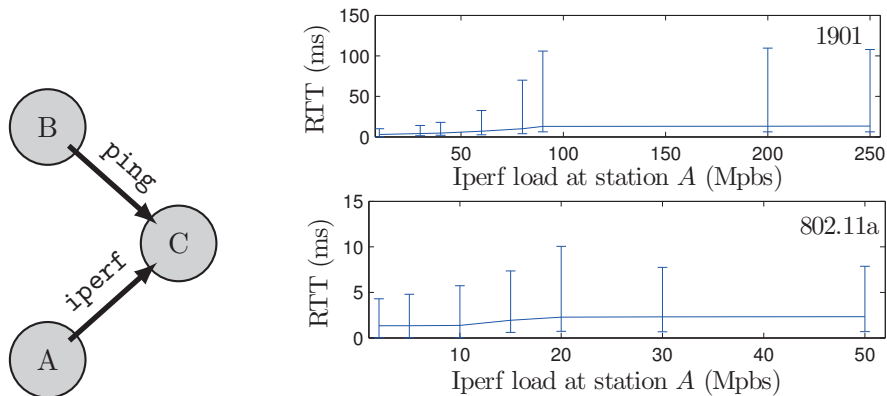 B
ping
C
iperf
A
150
100
50
0
RTT (ms)
1901
50 100 150 200 250
Iperf load at station A (Mpbs)
15
10
5
0
RTT (ms)
802.11a
10 20 30 40 50
Iperf load at station A (Mpbs)